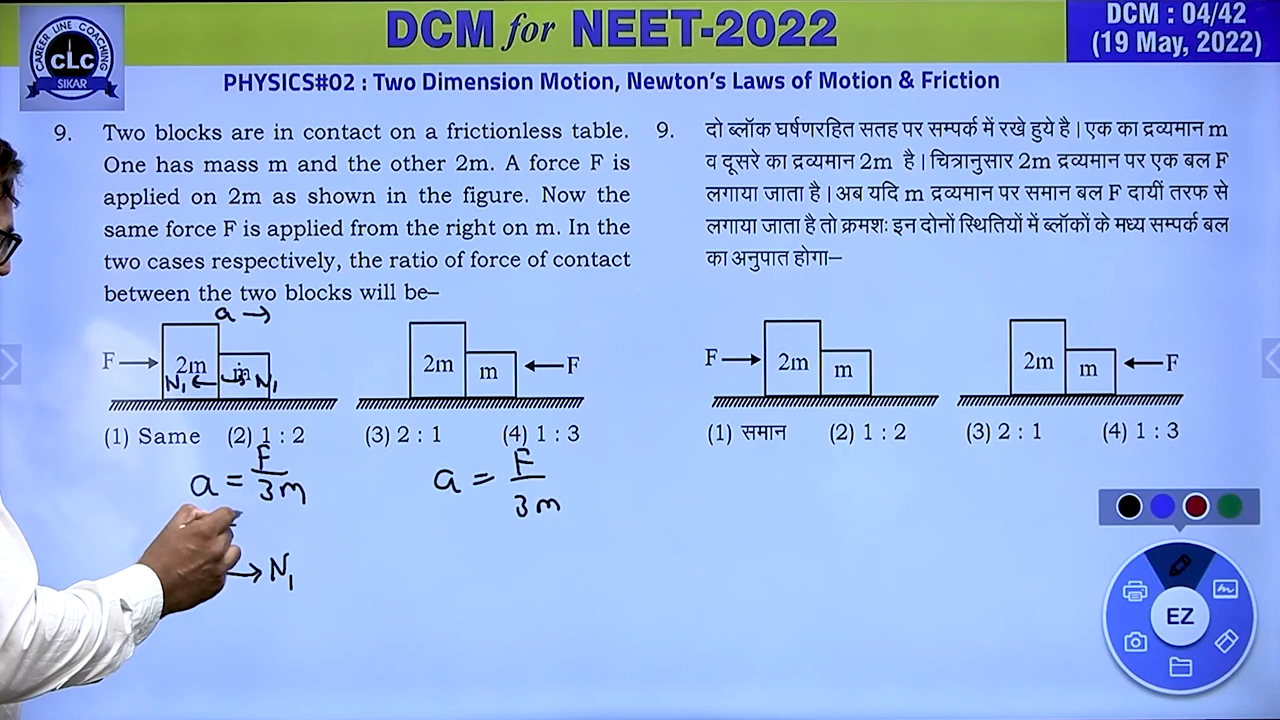 CAREER LINE COACHING
CLC
SIKAR
DCM for NEET-2022
DCM : 04/42
(19 May, 2022)
PHYSICS#02 : Two Dimension Motion, Newton's Laws of Motion & Friction
9. Two blocks are in contact on a frictionless table.
One has mass m and the other 2m. A force F is
applied on 2m as shown in the figure. Now the
same force F is applied from the right on m. In the
two cases respectively, the ratio of force of contact
between the two blocks will be–
a →
F 2m m
N₁ ← → N₁
2m m F
(1) Same (2) 1 : 2 (3) 2 : 1 (4) 1 : 3
a = F/3m
a = F/3m
→ N₁
9. दो ब्लॉक घर्षणरहित सतह पर सम्पर्क में रखे हुये है। एक का द्रव्यमान m
व दूसरे का द्रव्यमान 2m है। चित्रानुसार 2m द्रव्यमान पर एक बल F
लगाया जाता है। अब यदि m द्रव्यमान पर समान बल F दायीं तरफ से
लगाया जाता है तो क्रमशः इन दोनों स्थितियों में ब्लॉकों के मध्य सम्पर्क बल
का अनुपात होगा–
F 2m m
2m m F
(1) समान (2) 1 : 2 (3) 2 : 1 (4) 1 : 3
EZ